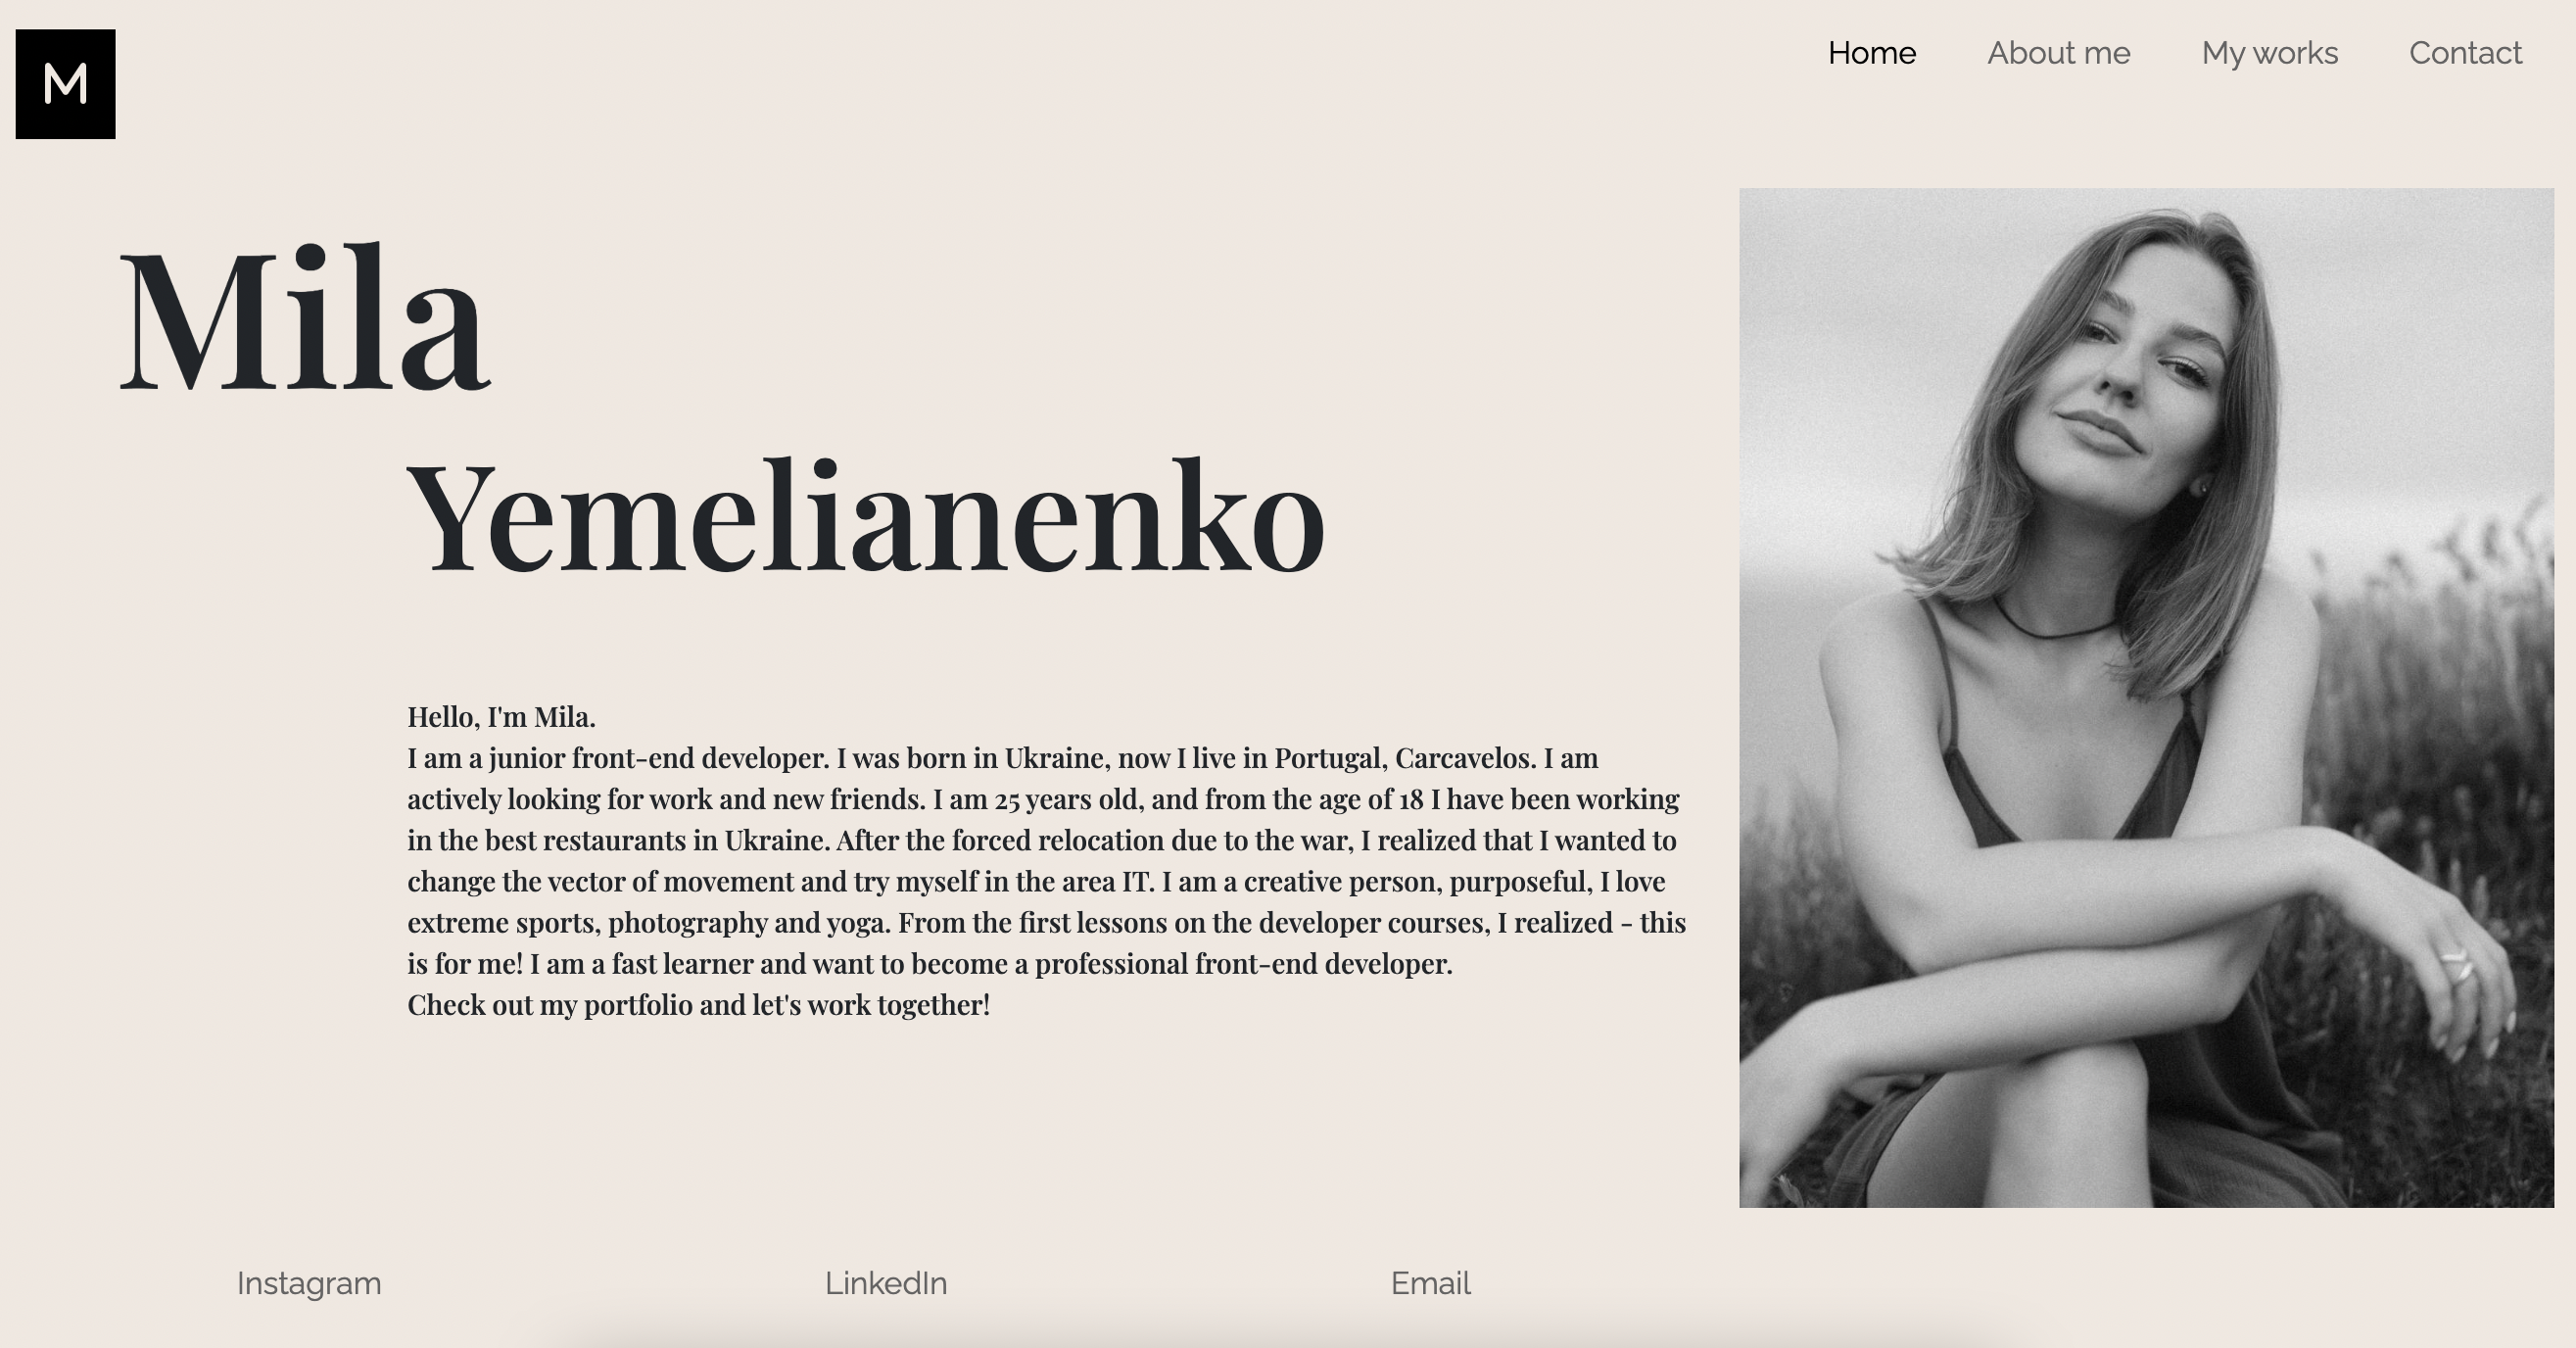 M
Home About me My works Contact
Mila
Yemelianenko
Hello, I'm Mila.
I am a junior front-end developer. I was born in Ukraine, now I live in Portugal, Carcavelos. I am
actively looking for work and new friends. I am 25 years old, and from the age of 18 I have been working
in the best restaurants in Ukraine. After the forced relocation due to the war, I realized that I wanted to
change the vector of movement and try myself in the area IT. I am a creative person, purposeful, I love
extreme sports, photography and yoga. From the first lessons on the developer courses, I realized - this
is for me! I am a fast learner and want to become a professional front-end developer.
Check out my portfolio and let's work together!
Instagram LinkedIn Email